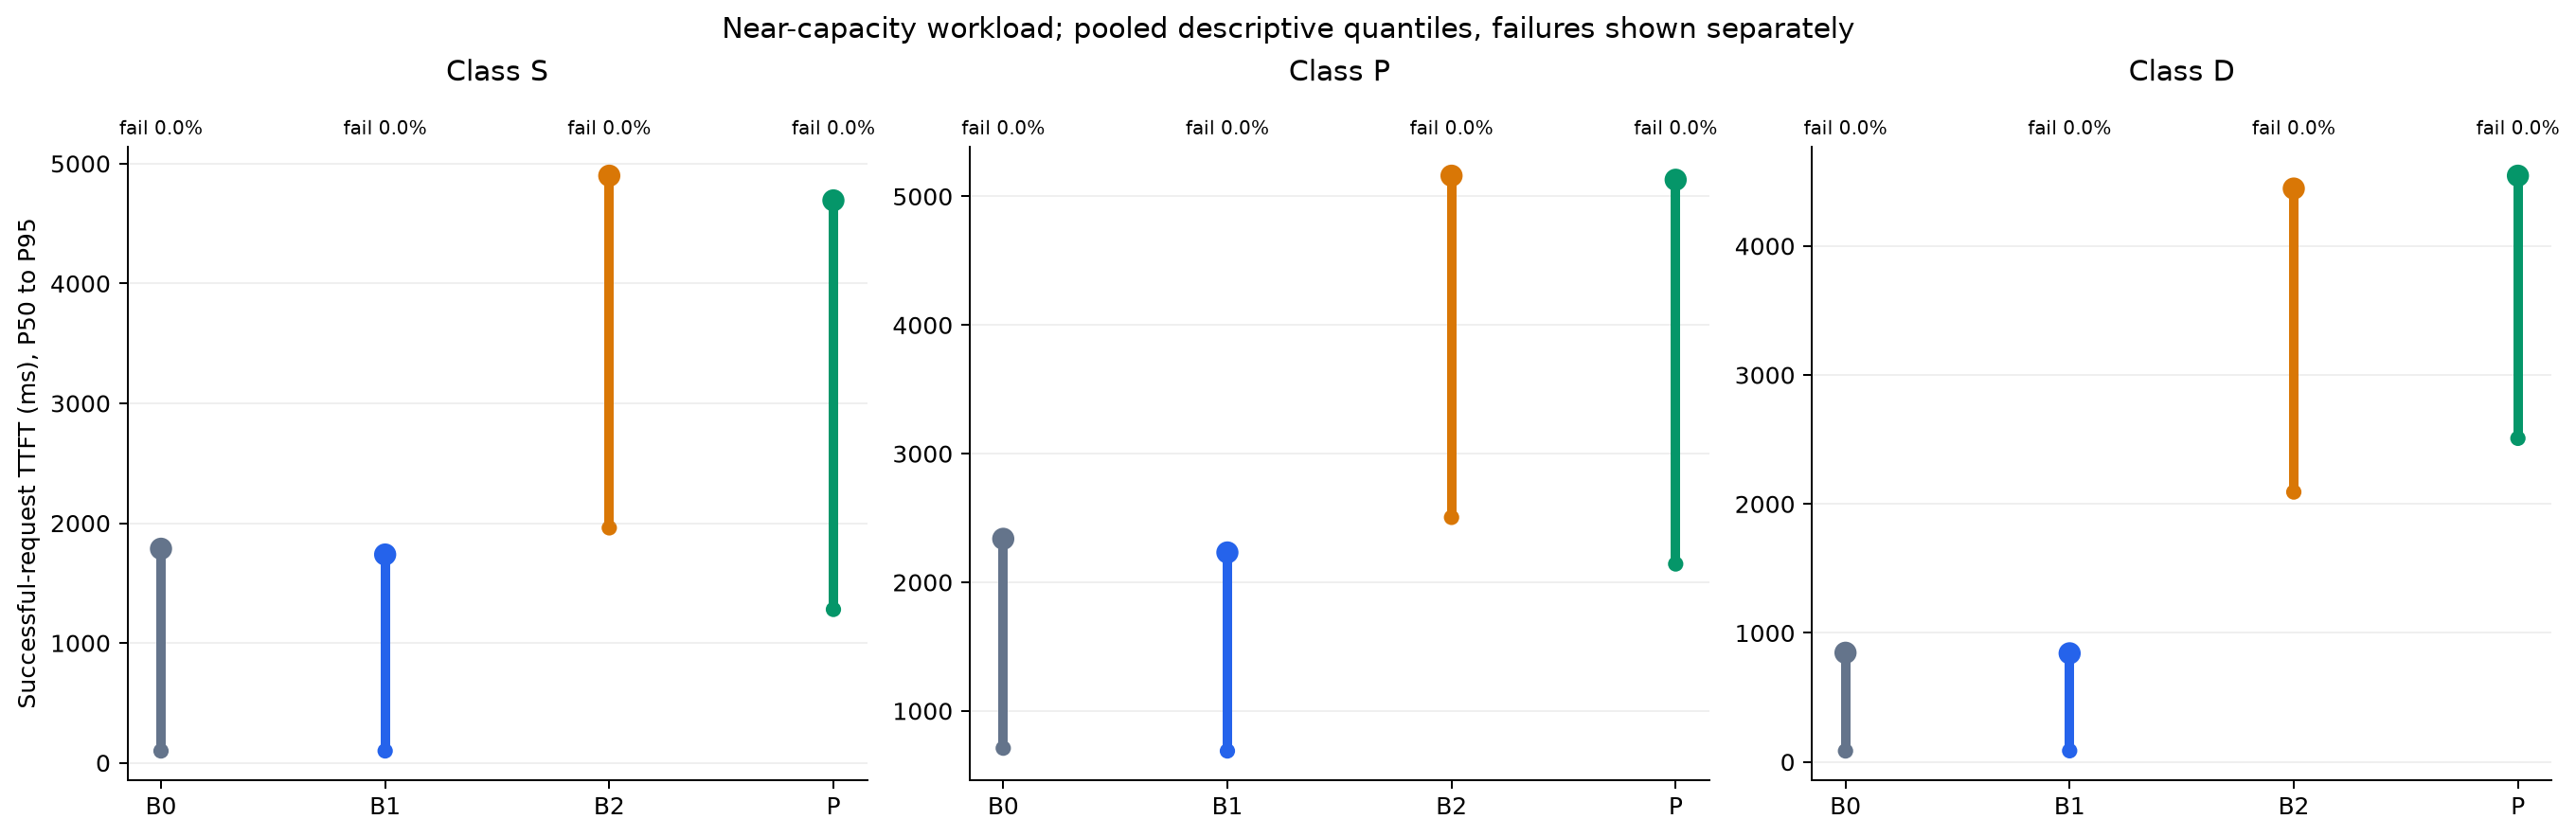 Near-capacity workload; pooled descriptive quantiles, failures shown separately
Class S
fail 0.0% fail 0.0% fail 0.0% fail 0.0%
Successful-request TTFT (ms), P50 to P95
5000
4000
3000
2000
1000
0
B0 B1 B2 P
Class P
fail 0.0% fail 0.0% fail 0.0% fail 0.0%
5000
4000
3000
2000
1000
B0 B1 B2 P
Class D
fail 0.0% fail 0.0% fail 0.0% fail 0.0%
4000
3000
2000
1000
0
B0 B1 B2 P